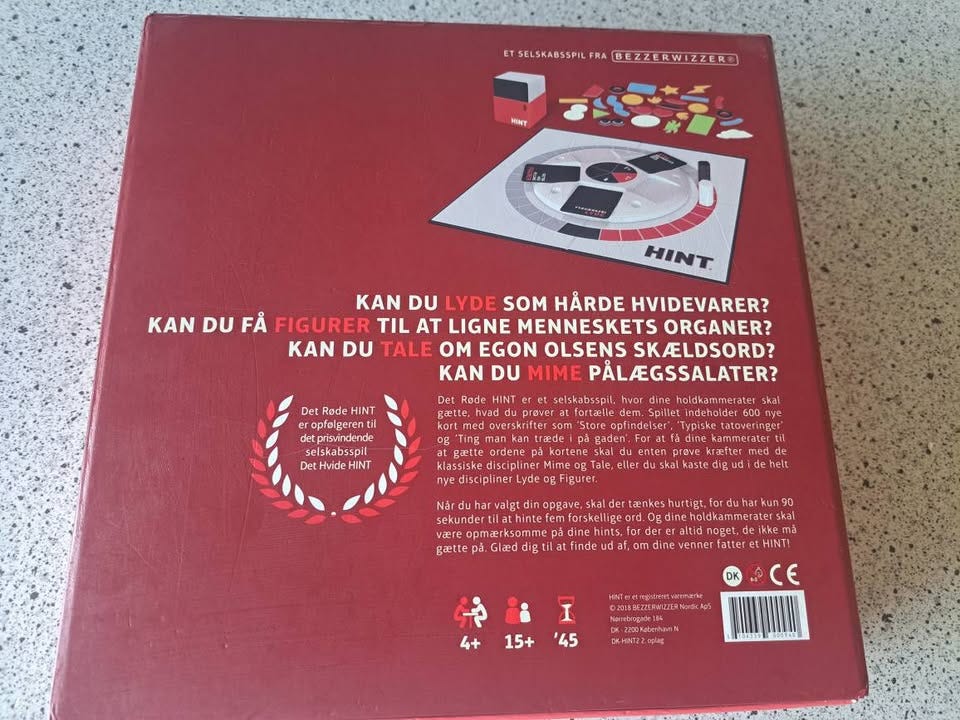 ET SELSKABSSPIL FRA BEZZERWIZZER®
HINT
HINT
KAN DU LYDE SOM HÅRDE HVIDEVARER?
KAN DU FÅ FIGURER TIL AT LIGNE MENNESKETS ORGANER?
KAN DU TALE OM EGON OLSENS SKÆLDSORD?
KAN DU MIME PÅLÆGSSALATER?
Det Røde HINT
er opfølgeren til
det prisvindende
selskabsspil
Det Hvide HINT
Det Røde HINT er et selskabsspil, hvor dine holdkammerater skal
gætte, hvad du prøver at fortælle dem. Spillet indeholder 600 nye
kort med overskrifter som 'Store opfindelser', 'Typiske tatoveringer'
og 'Ting man kan træde i på gaden'. For at få dine kammerater til
at gætte ordene på kortene skal du enten prøve kræfter med de
klassiske discipliner Mime og Tale, eller du skal kaste dig ud i de helt
nye discipliner Lyde og Figurer.
Når du har valgt din opgave, skal der tænkes hurtigt, for du har kun 90
sekunder til at hinte fem forskellige ord. Og dine holdkammerater skal
være opmærksomme på dine hints, for der er altid noget, de ikke må
gætte på. Glæd dig til at finde ud af, om dine venner fatter et HINT!
DK CE
4+ 15+ '45
HINT er et registreret varemærke
© 2018 BEZZERWIZZER Nordic ApS
Nørrebrogade 184
DK - 2200 København N
DK-HINT2 2. oplag